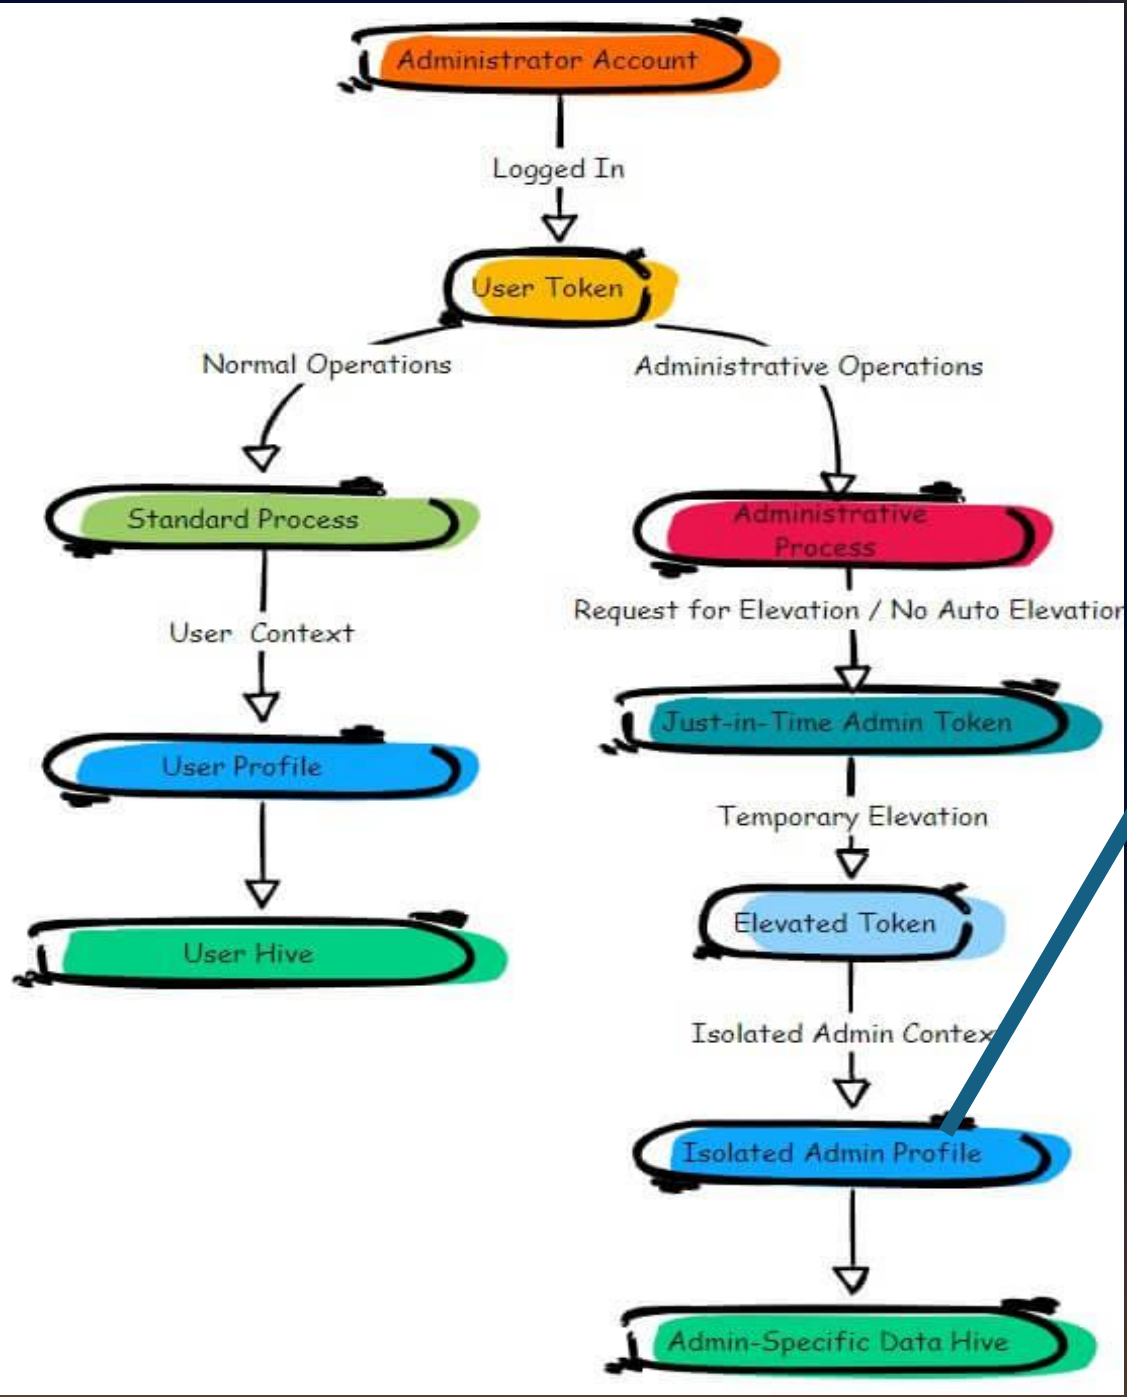 Administrator Account
Logged In
User Token
Normal Operations
Administrative Operations
Standard Process
Administrative
Process
User Context
Request for Elevation / No Auto Elevation
User Profile
Just-in-Time Admin Token
Temporary Elevation
User Hive
Elevated Token
Isolated Admin Contex
Isolated Admin Profile
Admin-Specific Data Hive